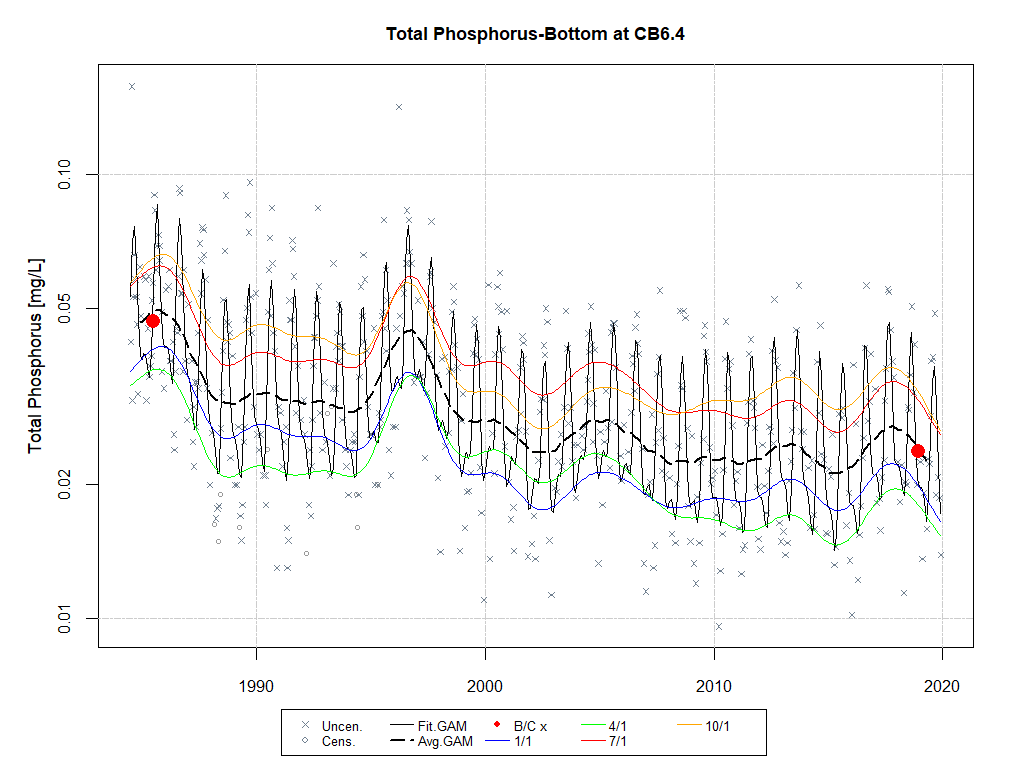 Total Phosphorus-Bottom at CB6.4
Total Phosphorus [mg/L]
0.10
0.05
0.02
0.01
1990 2000 2010 2020
Uncen. Fit.GAM B/C x 4/1 10/1
Cens. Avg.GAM 1/1 7/1